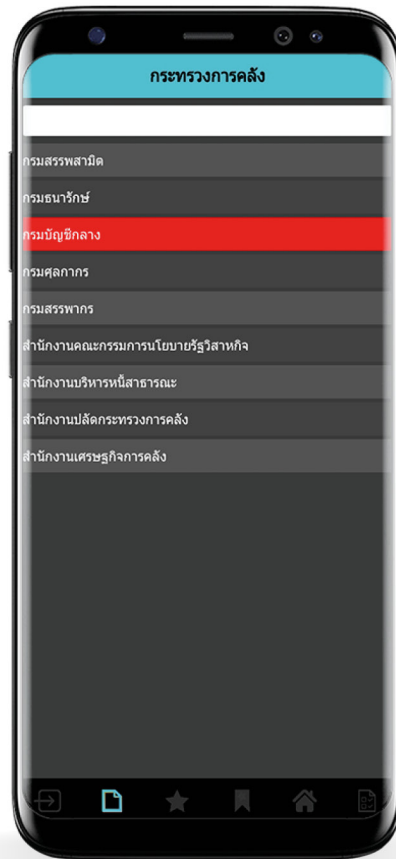 กระทรวงการคลัง
กรมสรรพสามิต
กรมธนารักษ์
กรมบัญชีกลาง
กรมศุลกากร
กรมสรรพากร
สำนักงานคณะกรรมการนโยบายรัฐวิสาหกิจ
สำนักงานบริหารหนี้สาธารณะ
สำนักงานปลัดกระทรวงการคลัง
สำนักงานเศรษฐกิจการคลัง